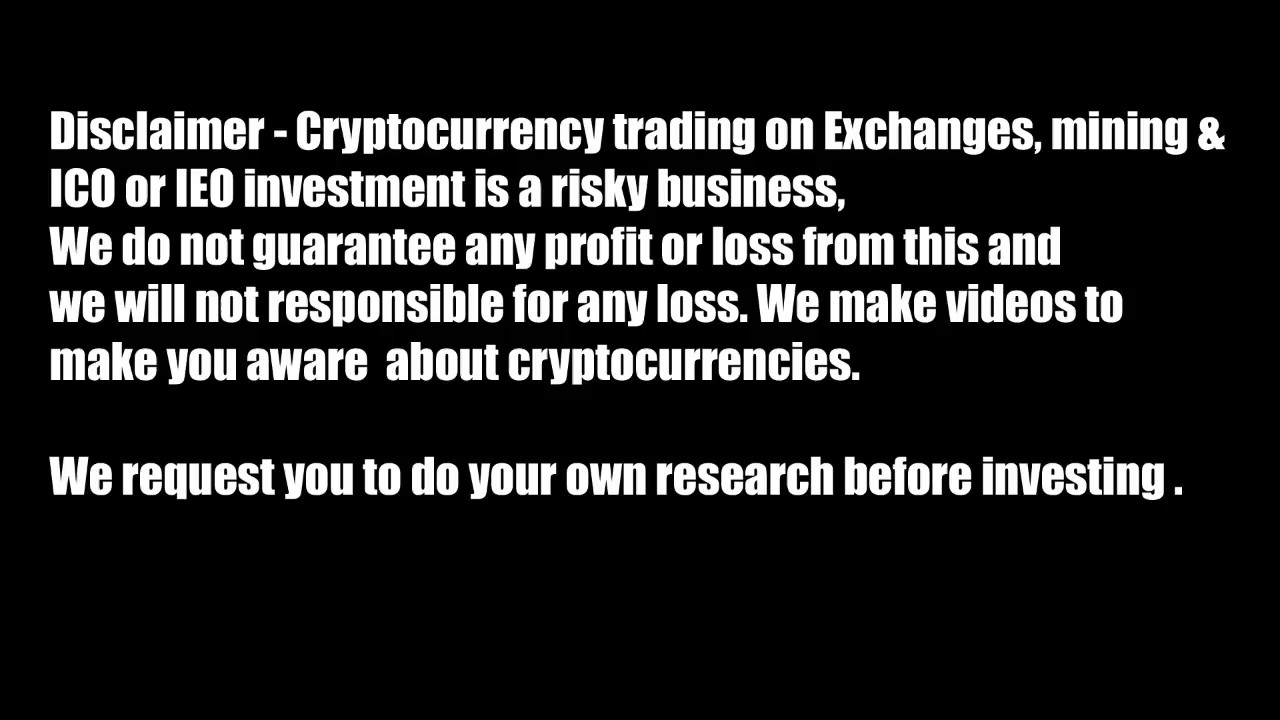 Disclaimer - Cryptocurrency trading on Exchanges, mining &
ICO or IEO investment is a risky business,
We do not guarantee any profit or loss from this and
we will not responsible for any loss. We make videos to
make you aware  about cryptocurrencies.
We request you to do your own research before investing .